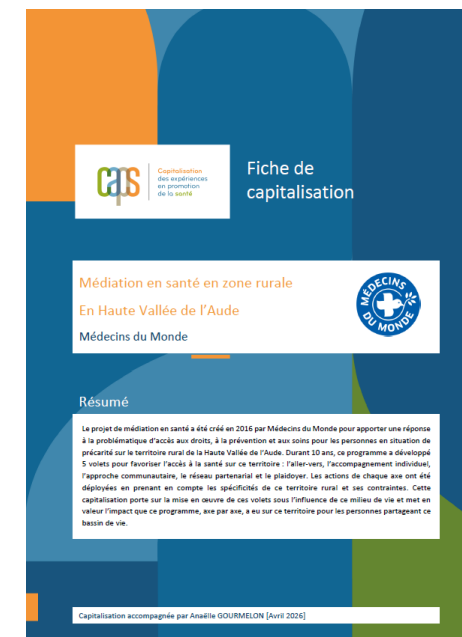 caps
Capitalisation
des expériences
en promotion
de la santé
Fiche de
capitalisation
Médiation en santé en zone rurale
En Haute Vallée de l'Aude
Médecins du Monde
MÉDECINS
DU MONDE
Résumé
Le projet de médiation en santé a été créé en 2016 par Médecins du Monde pour apporter une réponse
à la problématique d'accès aux droits, à la prévention et aux soins pour les personnes en situation de
précarité sur le territoire rural de la Haute Vallée de l'Aude. Durant 10 ans, ce programme a développé
5 volets pour favoriser l'accès à la santé sur ce territoire : l'aller-vers, l'accompagnement individuel,
l'approche communautaire, le réseau partenarial et le plaidoyer. Les actions de chaque axe ont été
déployées en prenant en compte les spécificités de ce territoire rural et ses contraintes. Cette
capitalisation porte sur la mise en œuvre de ces volets sous l'influence de ce milieu de vie et met en
valeur l'impact que ce programme, axe par axe, a eu sur ce territoire pour les personnes partageant ce
bassin de vie.
Capitalisation accompagnée par Anaëlle GOURMELON [Avril 2026]